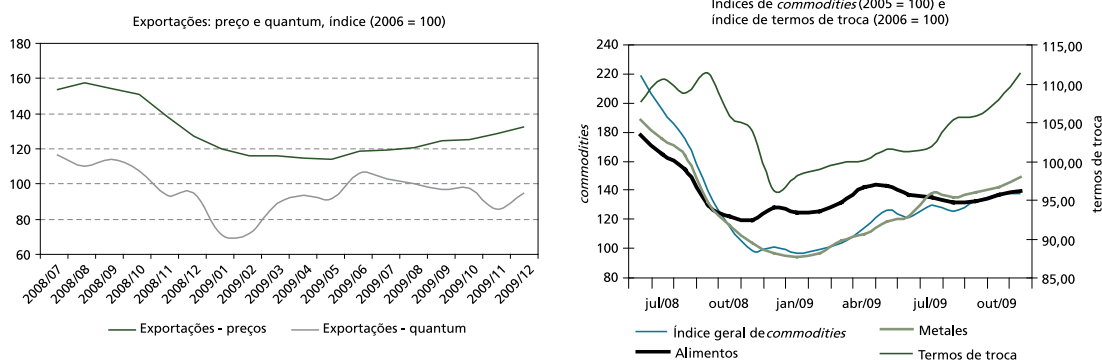 Exportações: preço e quantum, índice (2006 = 100)
180
160
140
120
100
80
60
2008/07
2008/08
2008/09
2008/10
2008/11
2008/12
2009/01
2009/02
2009/03
2009/04
2009/05
2009/06
2009/07
2009/08
2009/09
2009/10
2009/11
2009/12
Exportações - preços
Exportações - quantum
Índices de commodities (2005 = 100) e
índice de termos de troca (2006 = 100)
commodities
240
220
200
180
160
140
120
100
80
115,00
110,00
105,00
100,00
95,00
90,00
85,00
termos de troca
jul/08
out/08
jan/09
abr/09
jul/09
out/09
Índice geral decommodities
Metales
Alimentos
Termos de troca